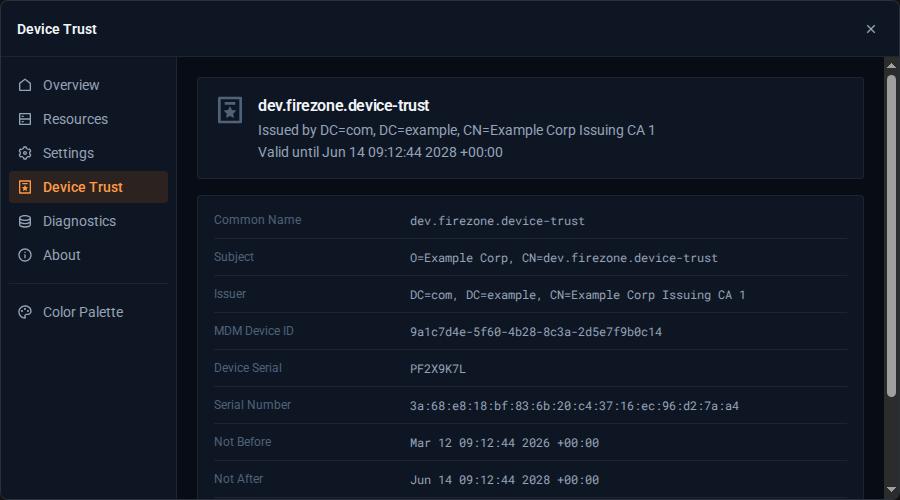 Device Trust
Overview
Resources
Settings
Device Trust
Diagnostics
About
Color Palette
dev.firezone.device-trust
Issued by DC=com, DC=example, CN=Example Corp Issuing CA 1
Valid until Jun 14 09:12:44 2028 +00:00
Common Name dev.firezone.device-trust
Subject O=Example Corp, CN=dev.firezone.device-trust
Issuer DC=com, DC=example, CN=Example Corp Issuing CA 1
MDM Device ID 9a1c7d4e-5f60-4b28-8c3a-2d5e7f9b0c14
Device Serial PF2X9K7L
Serial Number 3a:68:e8:18:bf:83:6b:20:c4:37:16:ec:96:d2:7a:a4
Not Before Mar 12 09:12:44 2026 +00:00
Not After Jun 14 09:12:44 2028 +00:00